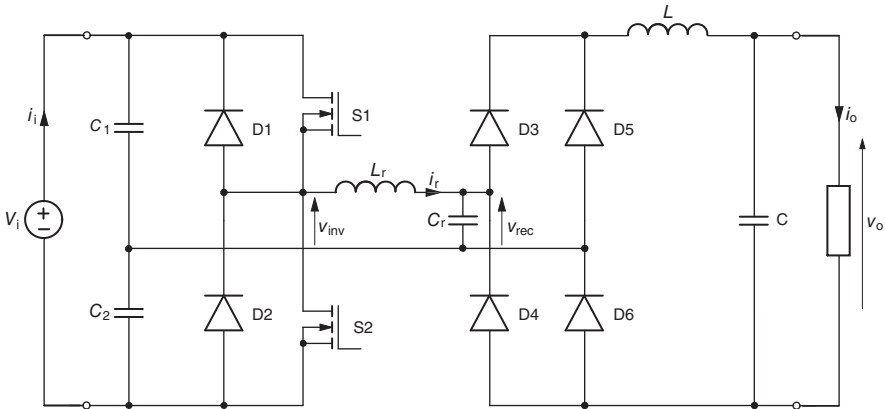 L
S1
i_i
C_1
D1
D3
D5
i_o
L_r
i_r
V_i
v_inv
C_r
v_rec
C
v_o
C_2
D2
S2
D4
D6